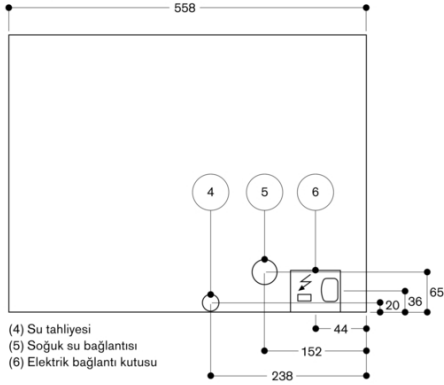 558
4 5 6
65
36
20
44
152
238
(4) Su tahliyesi
(5) Soğuk su bağlantısı
(6) Elektrik bağlantı kutusu